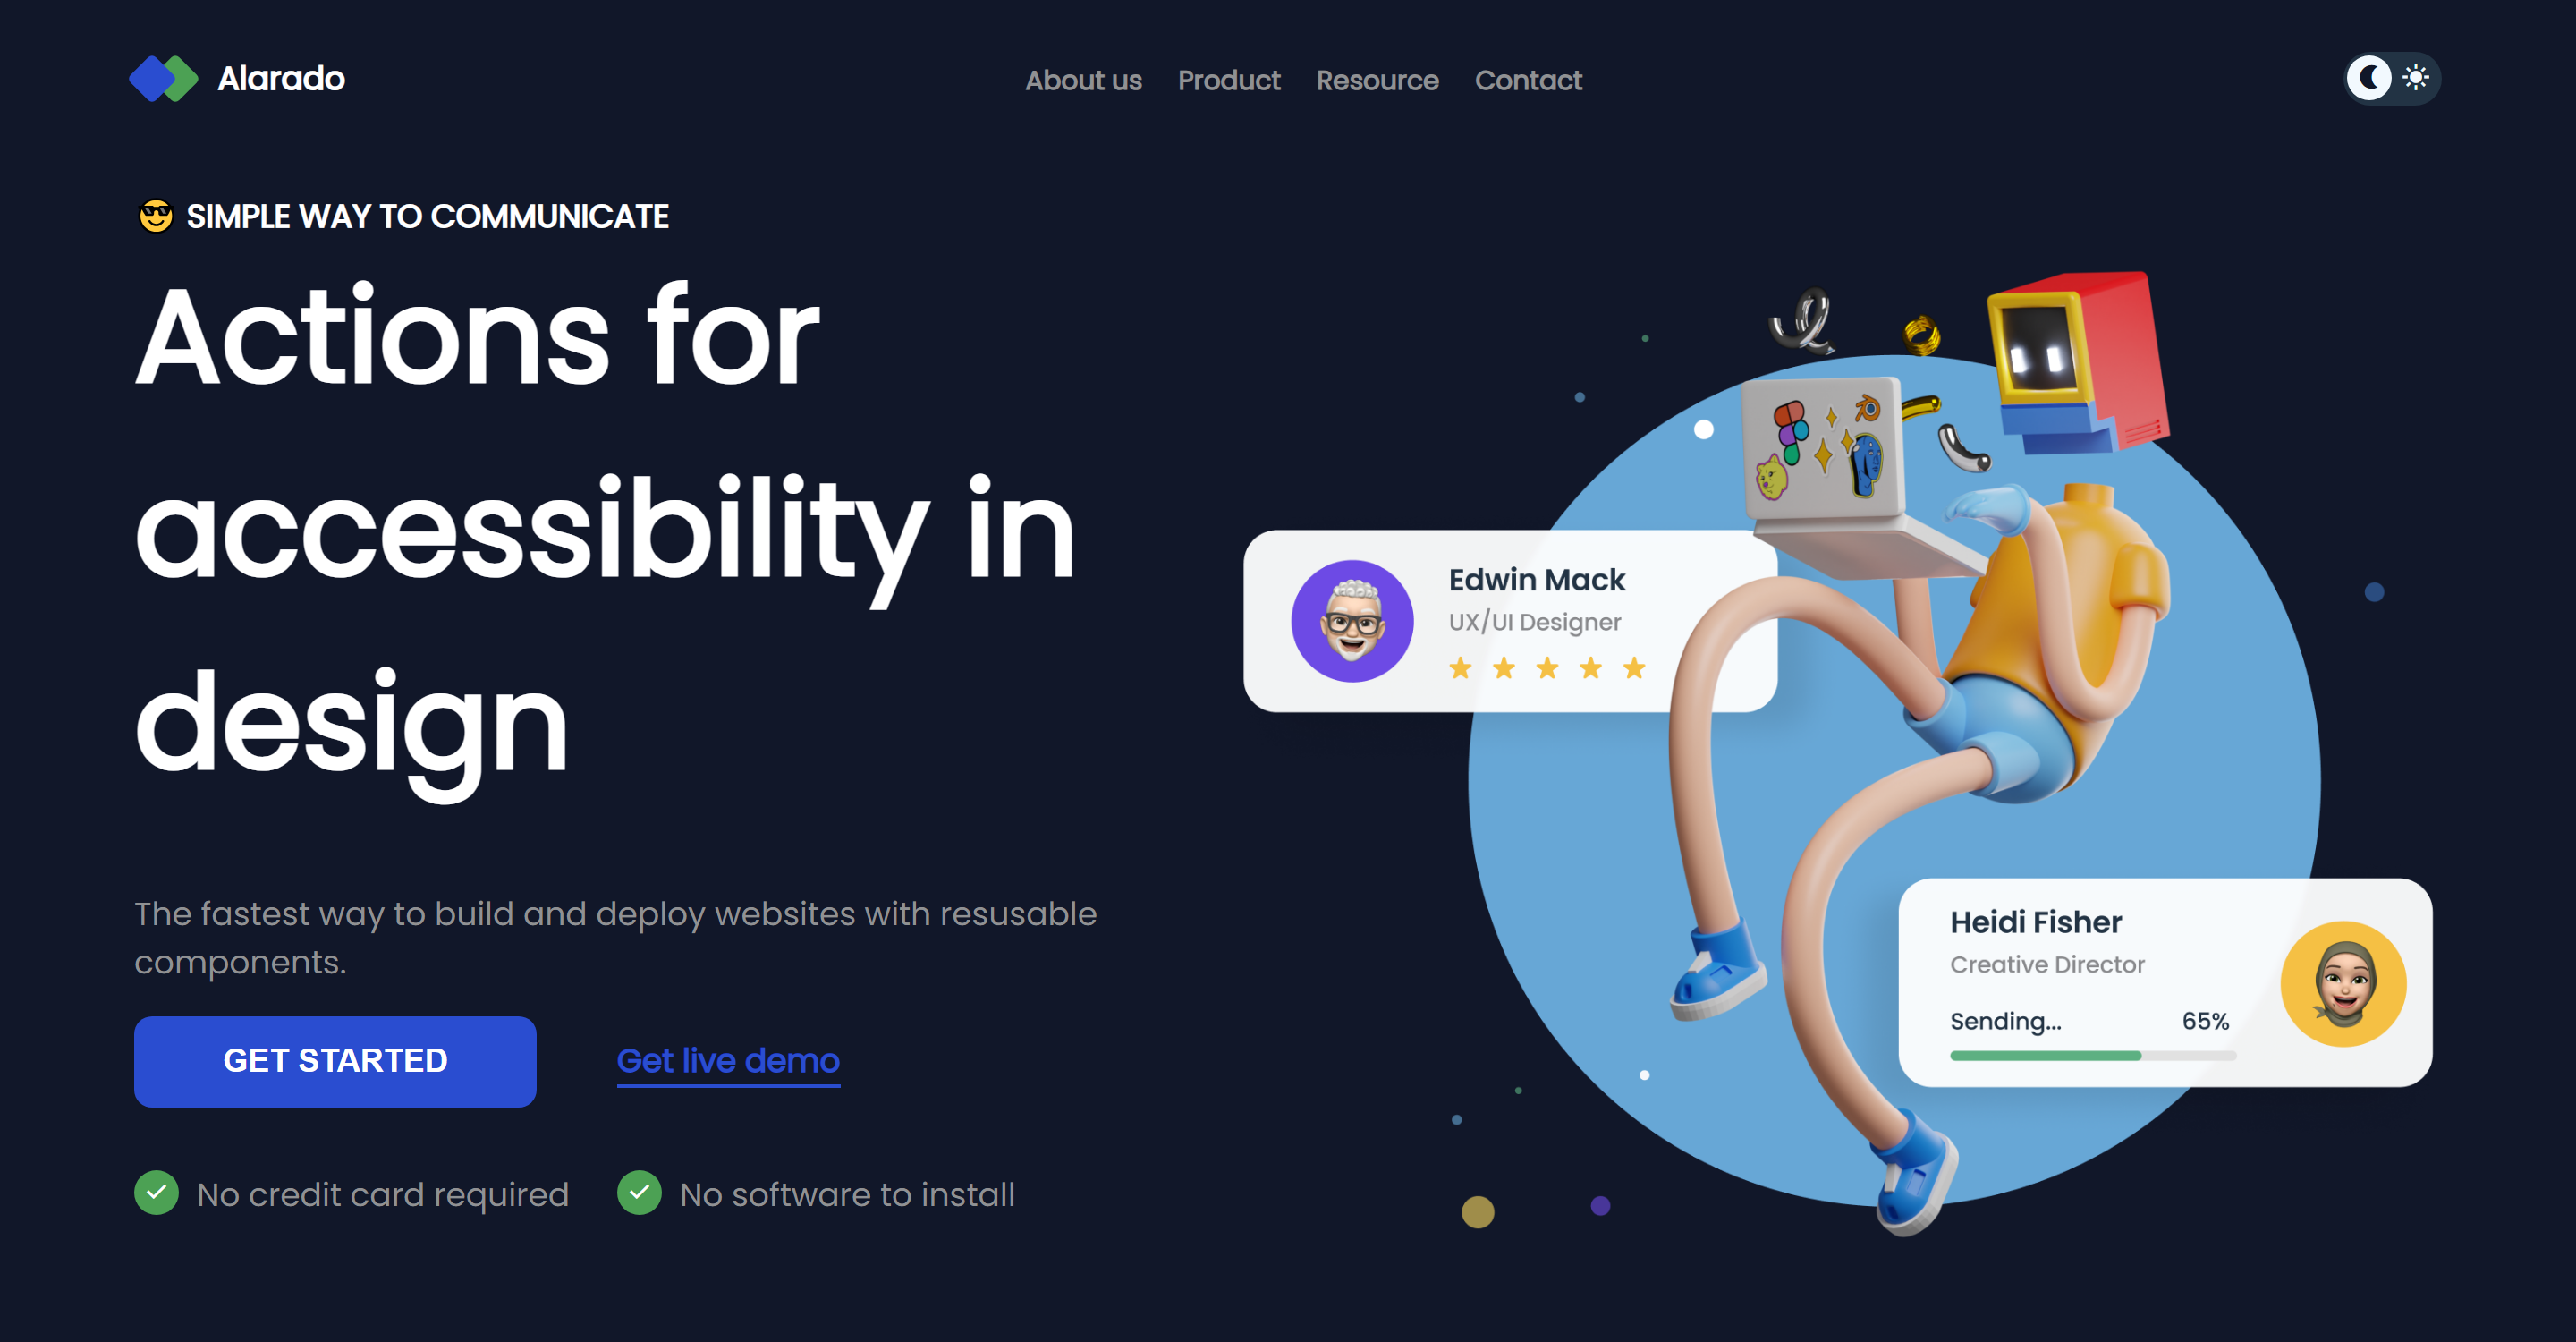 Alarado
About us Product Resource Contact
😎 SIMPLE WAY TO COMMUNICATE
Actions for
accessibility in
design
The fastest way to build and deploy websites with resusable
components.
GET STARTED
Get live demo
No credit card required
No software to install
Edwin Mack
UX/UI Designer
Heidi Fisher
Creative Director
Sending... 65%